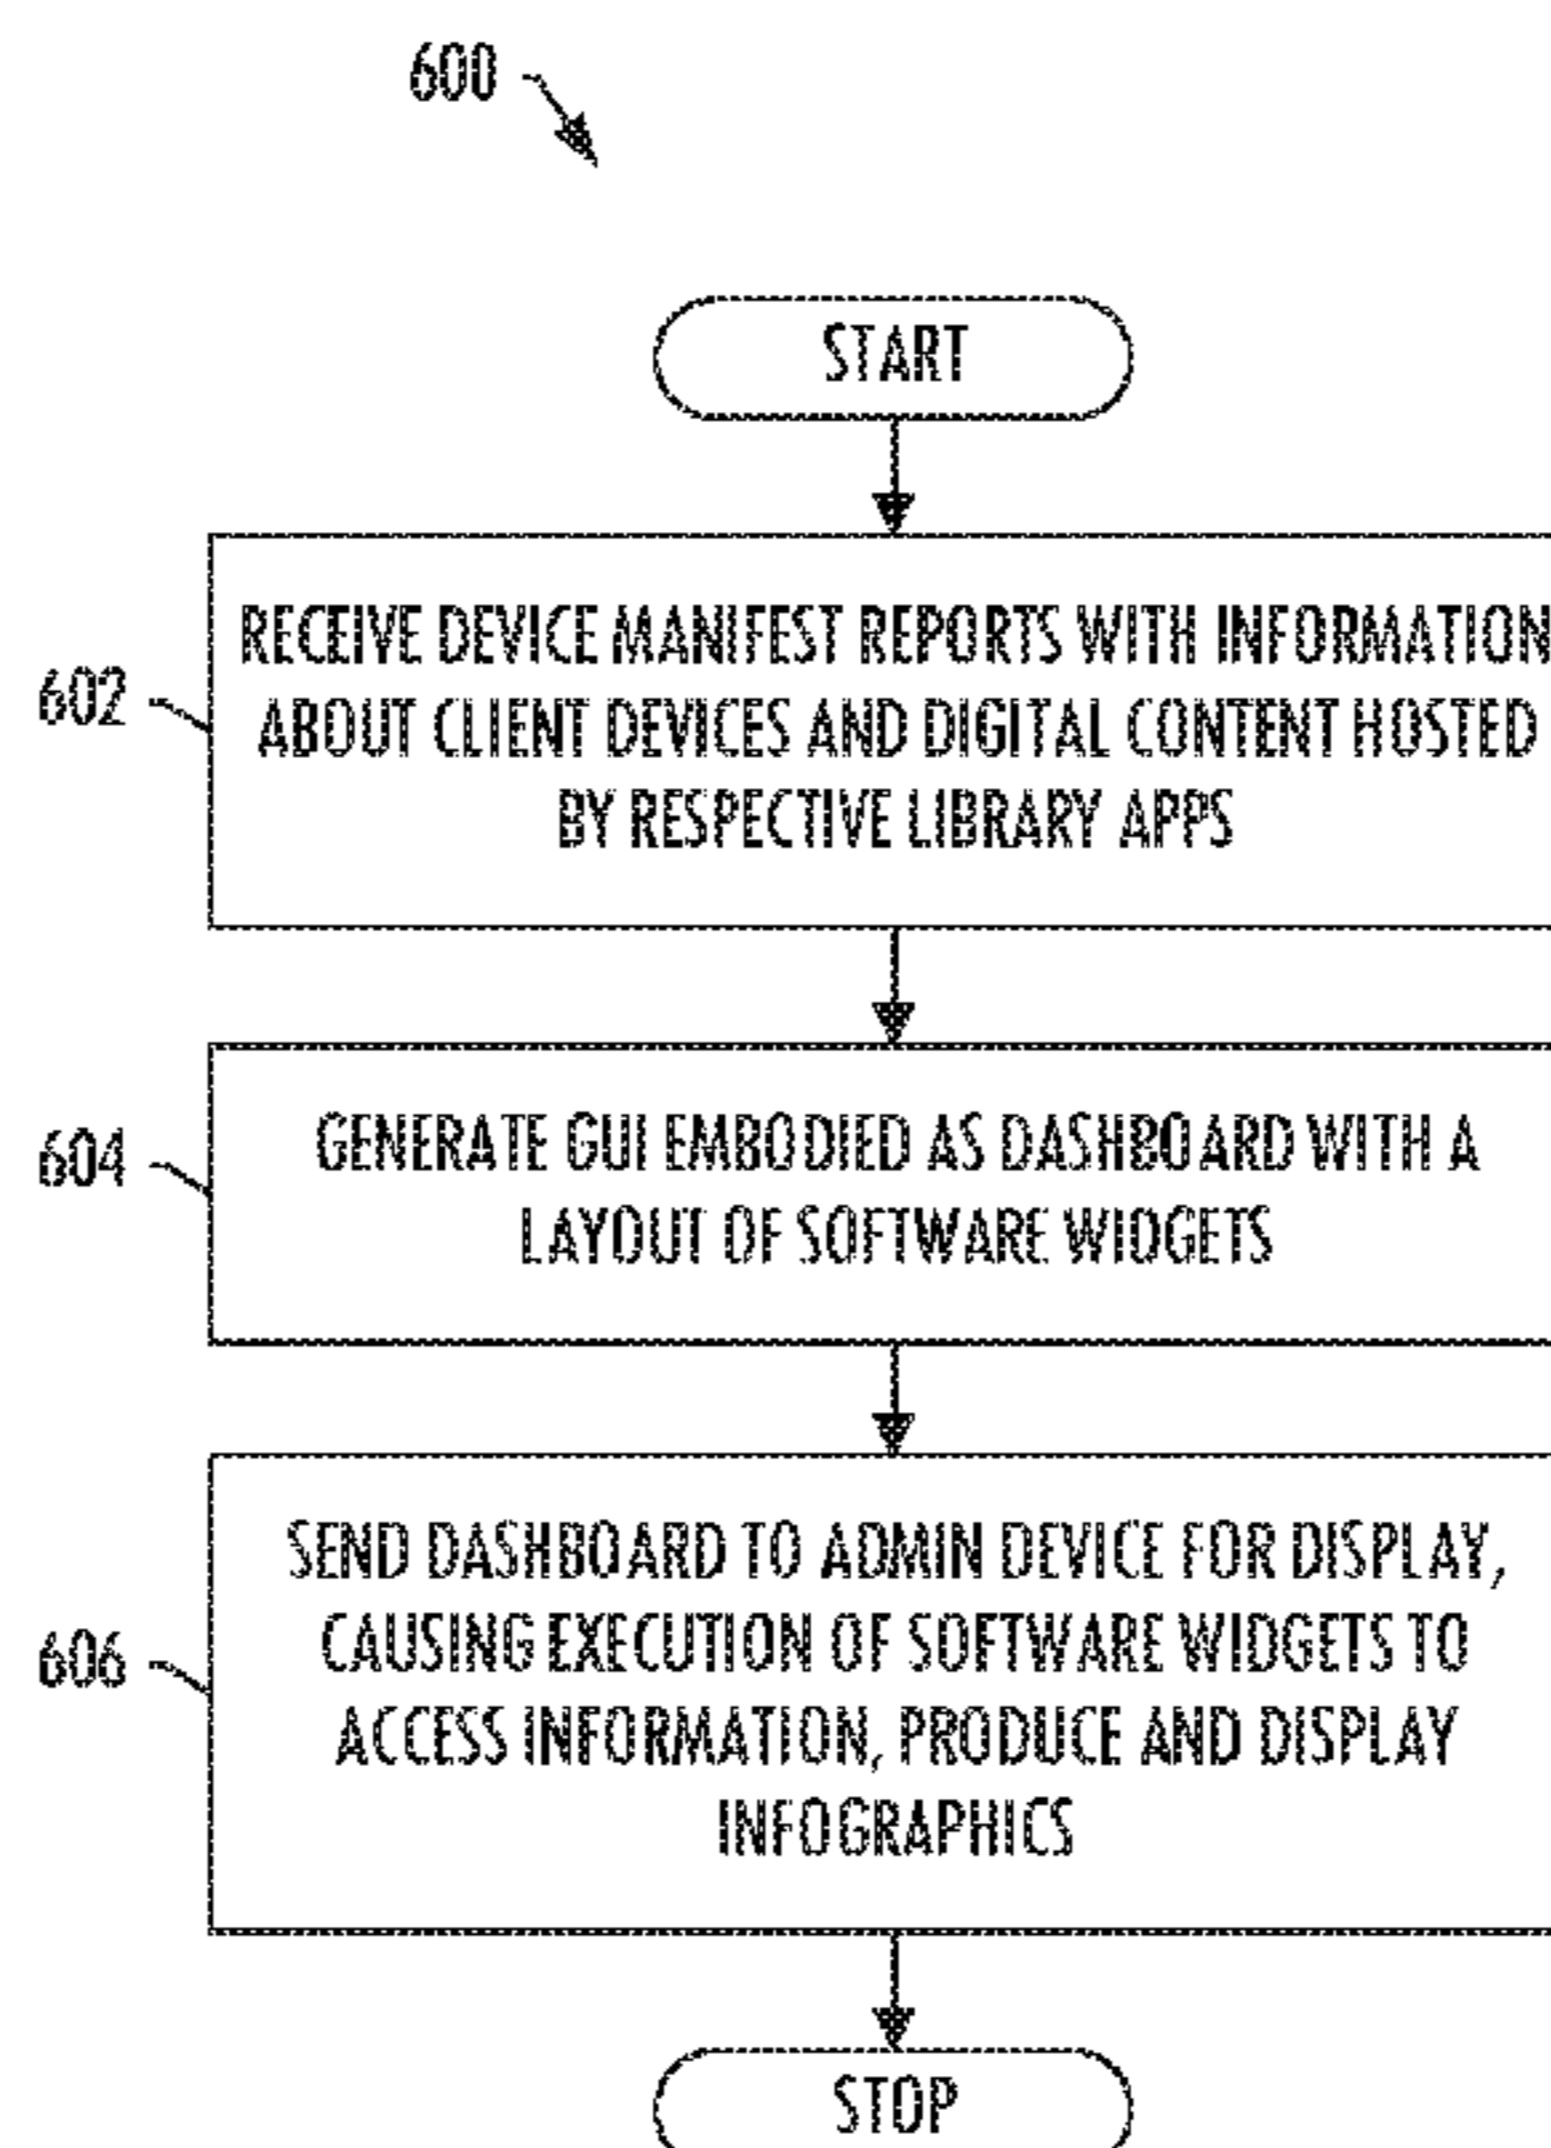 600
START
602
RECEIVE DEVICE MANIFEST REPORTS WITH INFORMATION
ABOUT CLIENT DEVICES AND DIGITAL CONTENT HOSTED
BY RESPECTIVE LIBRARY APPS
604
GENERATE GUI EMBODIED AS DASHBOARD WITH A
LAYOUT OF SOFTWARE WIDGETS
606
SEND DASHBOARD TO ADMIN DEVICE FOR DISPLAY,
CAUSING EXECUTION OF SOFTWARE WIDGETS TO
ACCESS INFORMATION, PRODUCE AND DISPLAY
INFOGRAPHICS
STOP